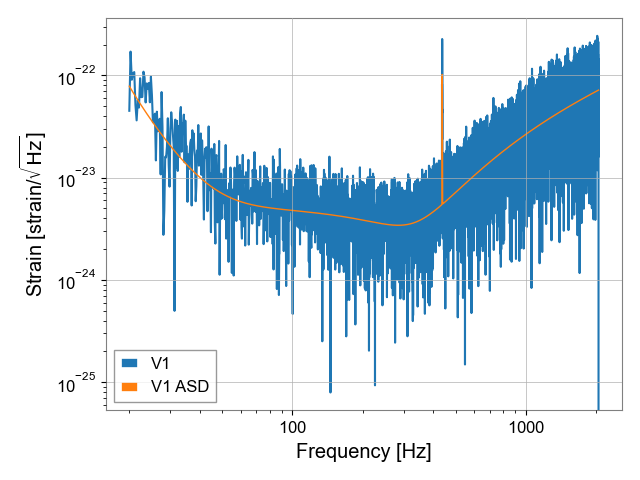 Strain [strain/√Hz]
10⁻²²
10⁻²³
10⁻²⁴
10⁻²⁵
V1
V1 ASD
100
1000
Frequency [Hz]